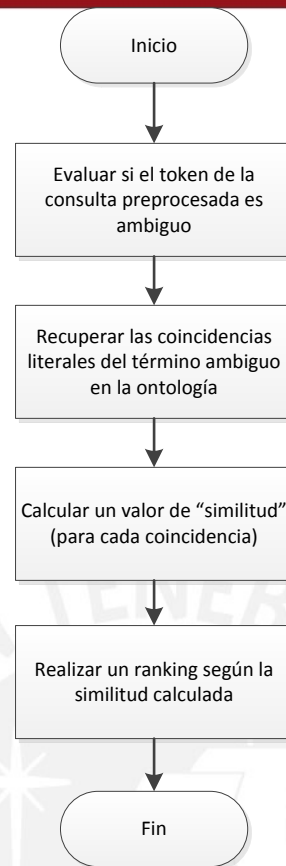 Inicio
Evaluar si el token de la
consulta preprocesada es
ambiguo
Recuperar las coincidencias
literales del término ambiguo
en la ontología
Calcular un valor de “similitud”
(para cada coincidencia)
Realizar un ranking según la
similitud calculada
Fin